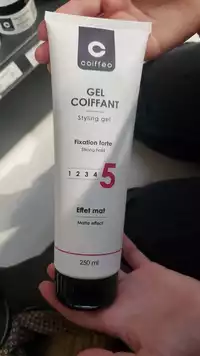 c
coiffeo
GEL
COIFFANT
Styling gel
Fixation forte
Strong hold
1 2 3 4 5
Effet mat
Matte effect
250 ml